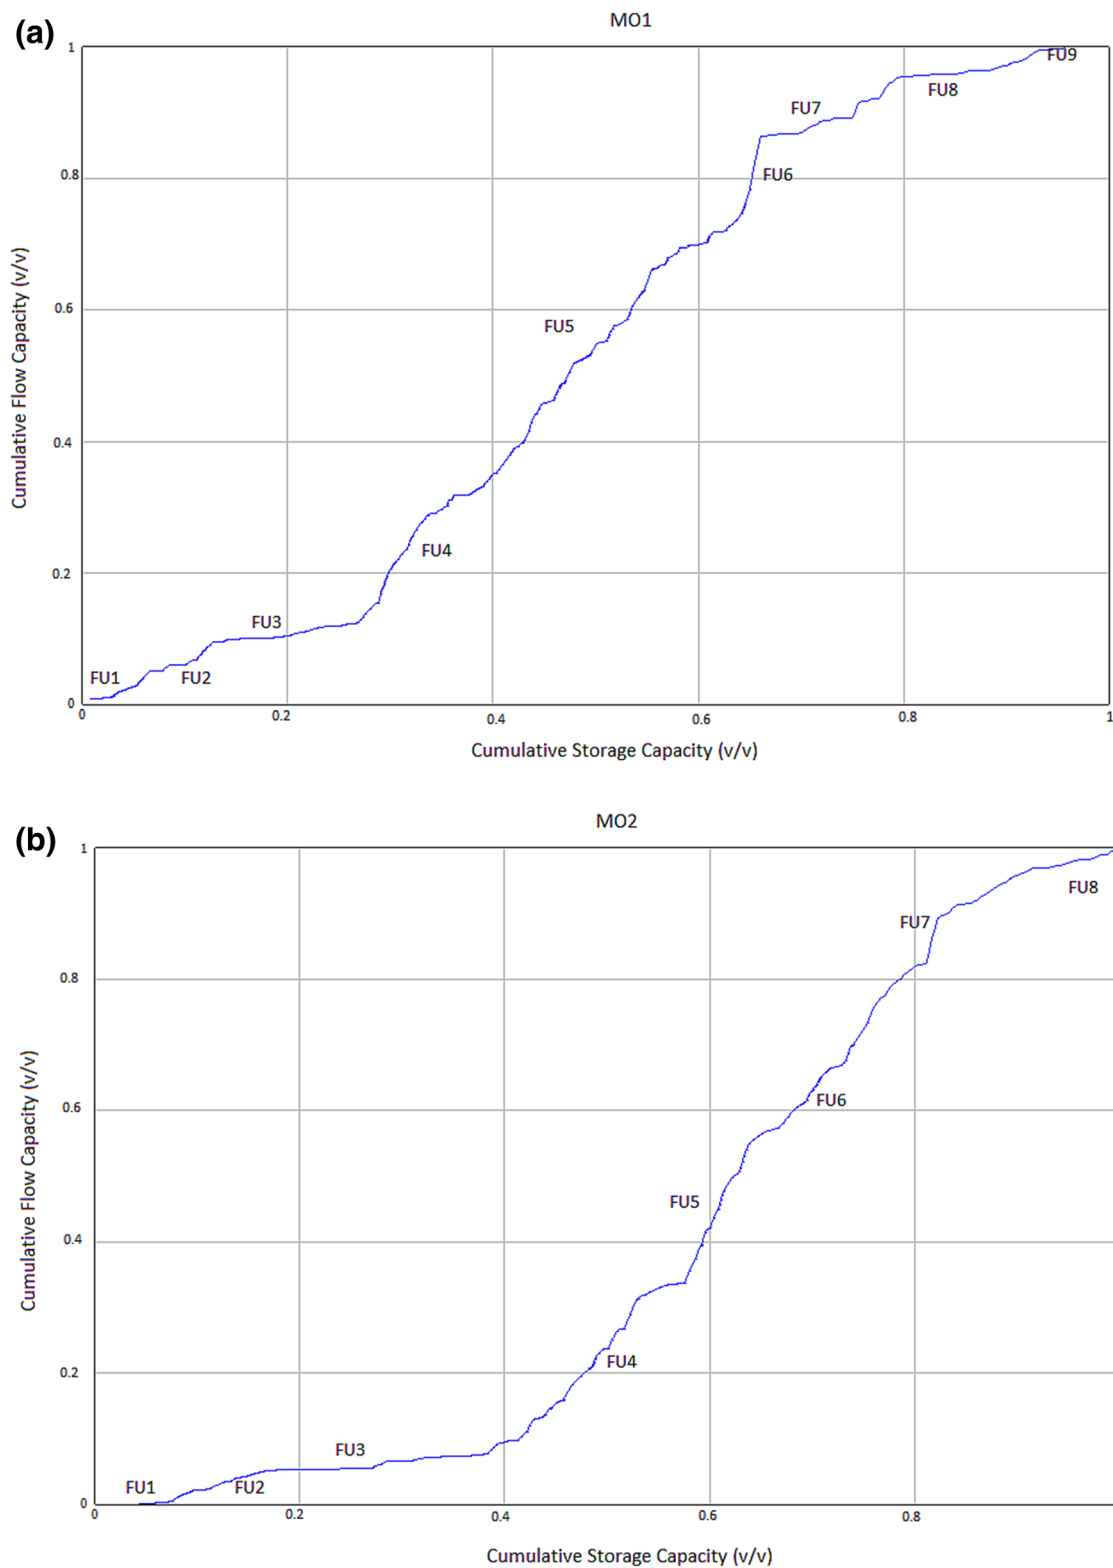 (a)
MO1
1
0.8
0.6
0.4
0.2
0
Cumulative Flow Capacity (v/v)
FU1
FU2
FU3
FU4
FU5
FU6
FU7
FU8
FU9
0
0.2
0.4
0.6
0.8
1
Cumulative Storage Capacity (v/v)
(b)
MO2
1
0.8
0.6
0.4
0.2
0
Cumulative Flow Capacity (v/v)
FU1
FU2
FU3
FU4
FU5
FU6
FU7
FU8
0
0.2
0.4
0.6
0.8
Cumulative Storage Capacity (v/v)